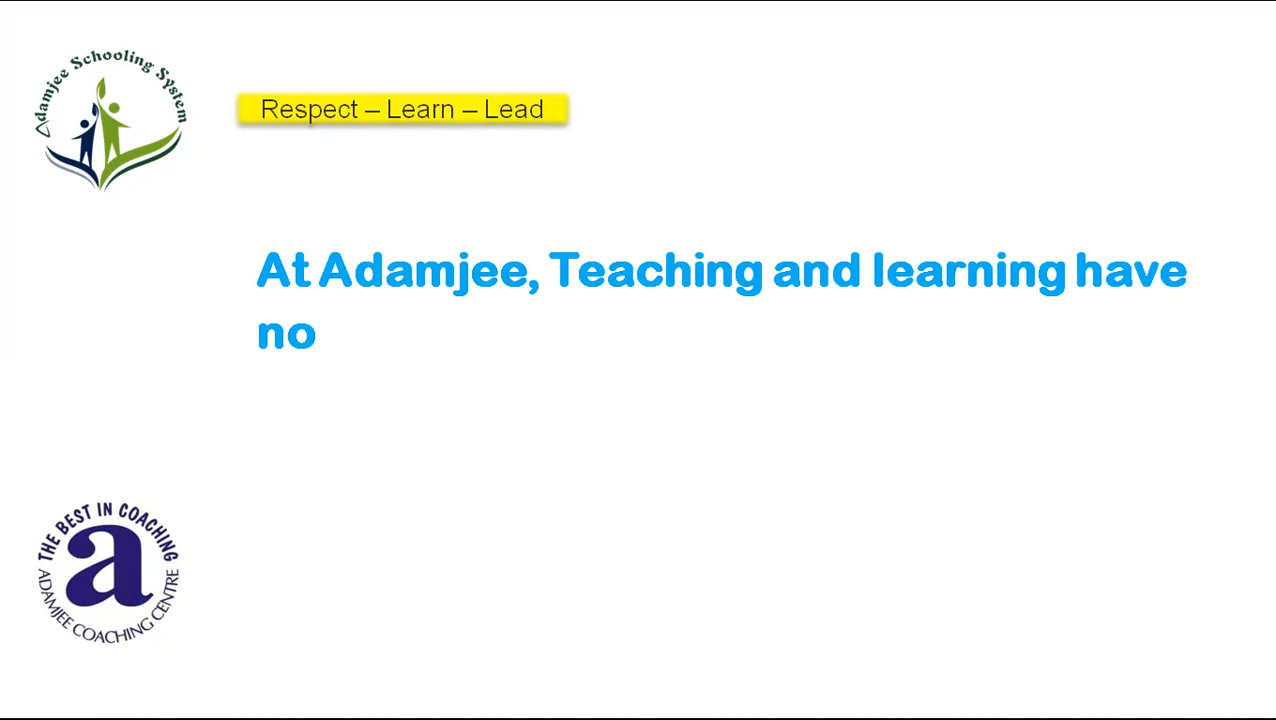 Adamjee Schooling System
Respect – Learn – Lead
At Adamjee, Teaching and learning have
no
THE BEST IN COACHING
a
ADAMJEE COACHING CENTRE